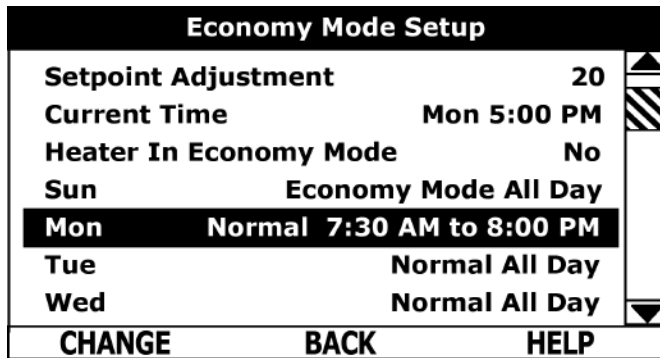 Economy Mode Setup
Setpoint Adjustment 20
Current Time Mon 5:00 PM
Heater In Economy Mode No
Sun Economy Mode All Day
Mon Normal 7:30 AM to 8:00 PM
Tue Normal All Day
Wed Normal All Day
CHANGE BACK HELP